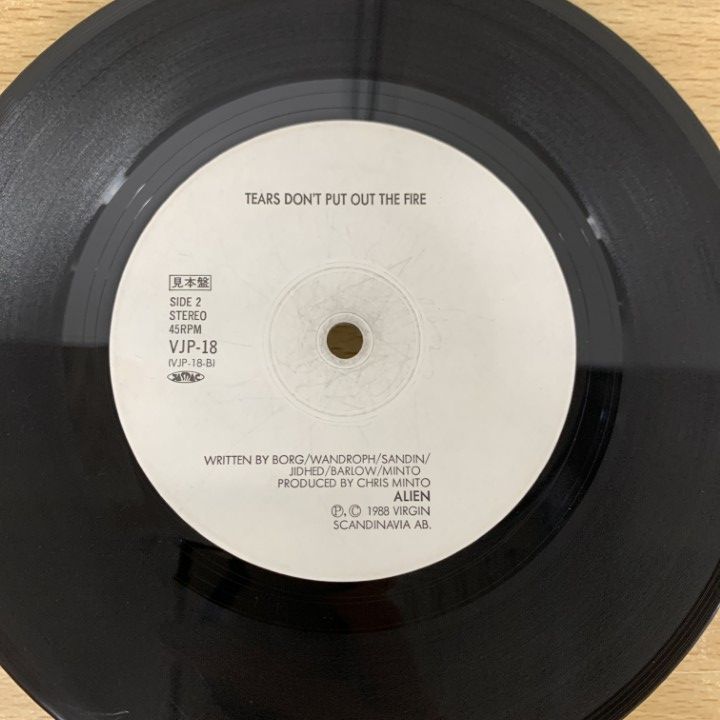 TEARS DON'T PUT OUT THE FIRE
見本盤
SIDE 2
STEREO
45RPM
VJP-18
(VJP-18-B)
JASRAC
WRITTEN BY BORG/WANDROPH/SANDIN/
JIDHED/BARLOW/MINTO
PRODUCED BY CHRIS MINTO
ALIEN
Ⓟ,© 1988 VIRGIN
SCANDINAVIA AB.